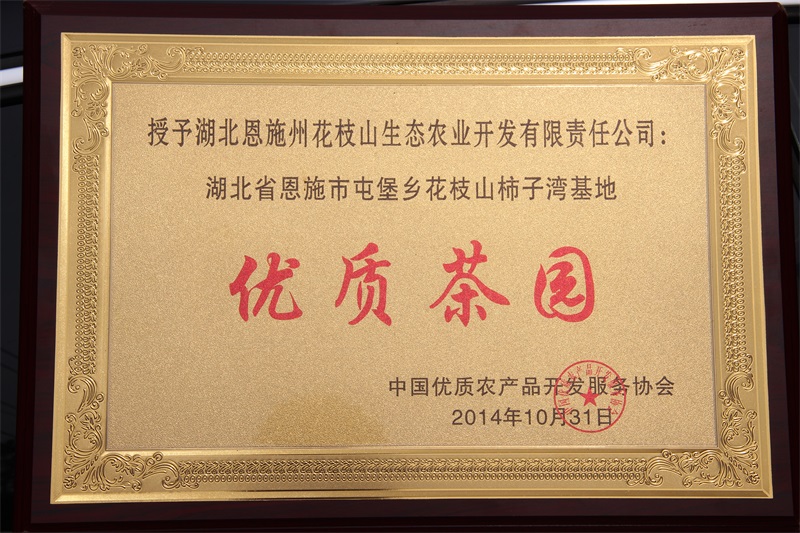 授予湖北恩施州花枝山生态农业开发有限责任公司：
湖北省恩施市屯堡乡花枝山柿子湾基地
优质茶园
中国优质农产品开发服务协会
2014年10月31日